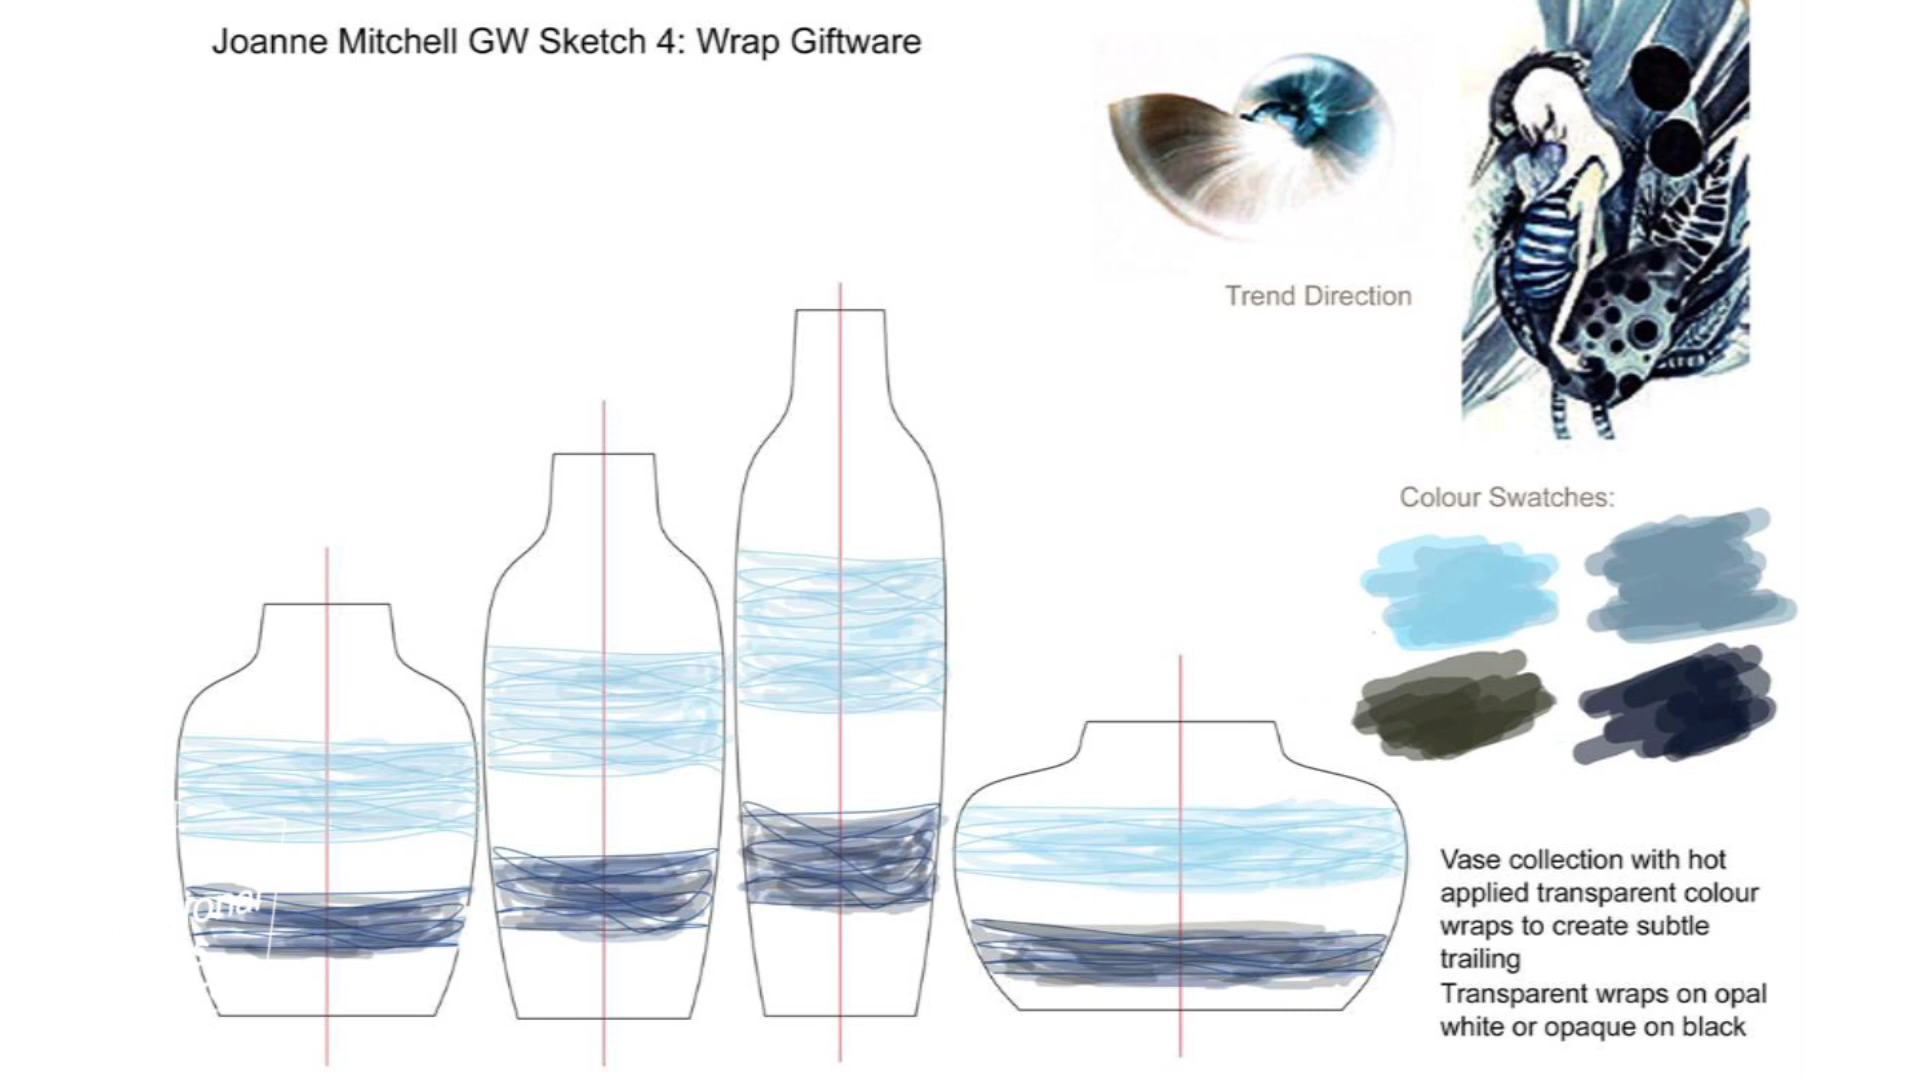 Joanne Mitchell GW Sketch 4: Wrap Giftware
Trend Direction
Colour Swatches:
Vase collection with hot
applied transparent colour
wraps to create subtle
trailing
Transparent wraps on opal
white or opaque on black